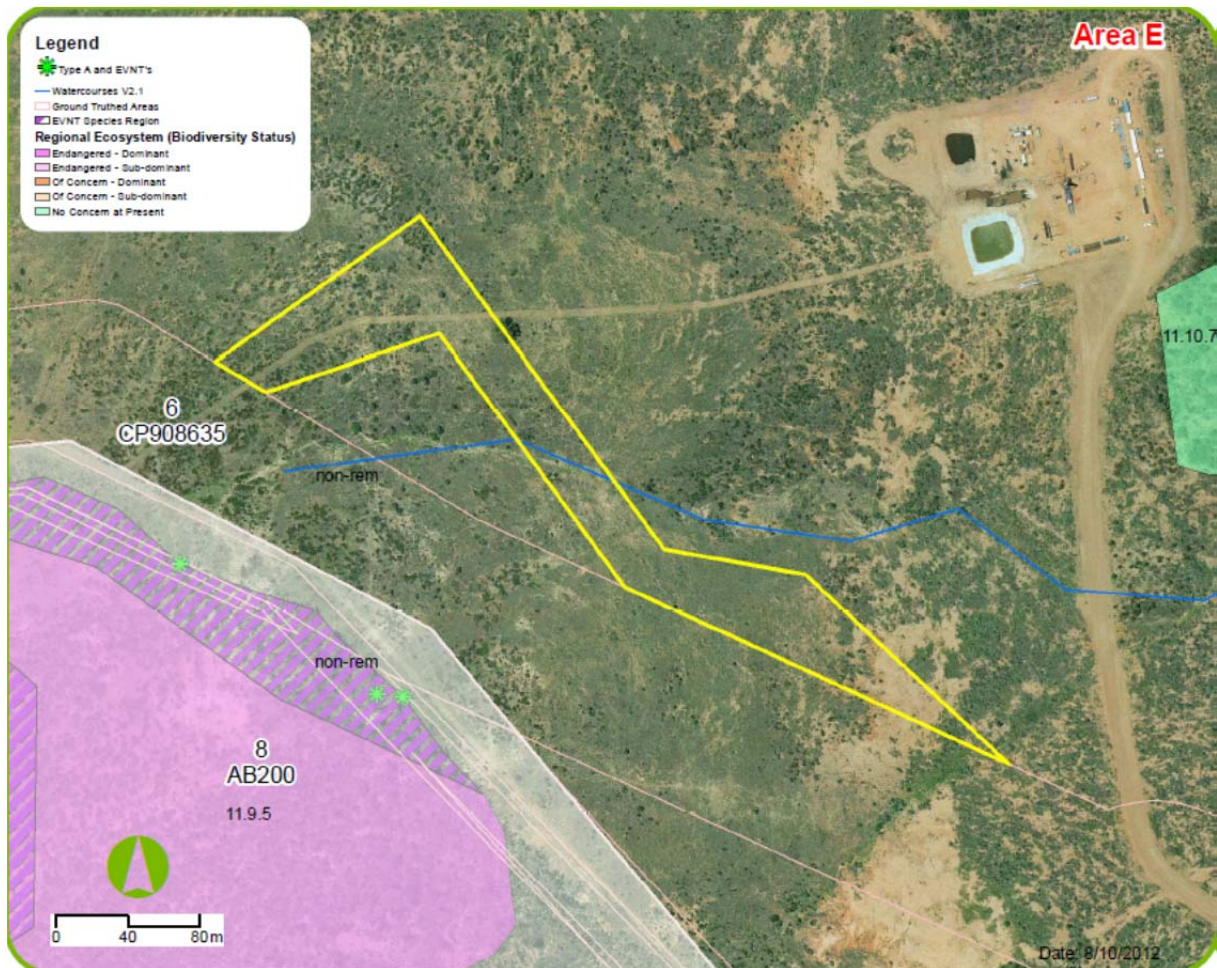 Area E
Legend
Type A and EVNT's
Watercourses V2.1
Ground Truthed Areas
EVNT Species Region
Regional Ecosystem (Biodiversity Status)
Endangered - Dominant
Endangered - Sub-dominant
Of Concern - Dominant
Of Concern - Sub-dominant
No Concern at Present
11.10.7
6
CP908635
non-rem
non-rem
8
AB200
11.9.5
0 40 80 m
Date: 8/10/2012